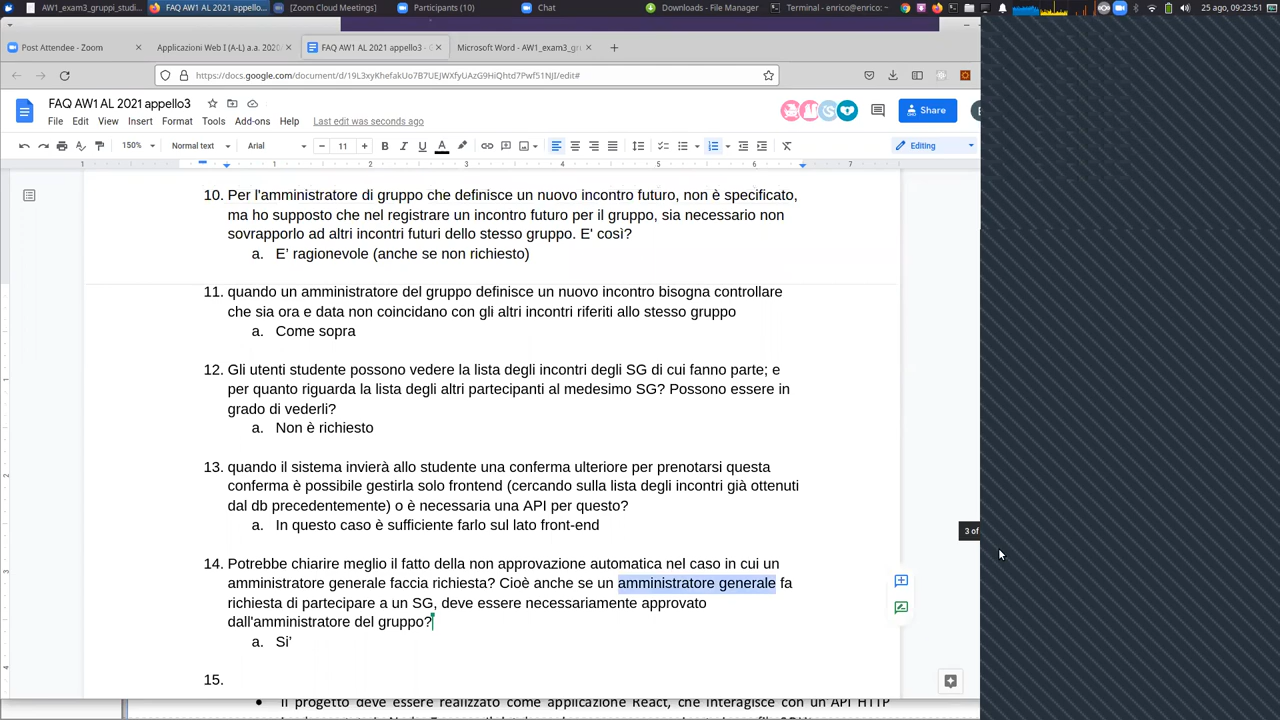 AW1_exam3_gruppi_studi...
FAQ AW1 AL 2021 appello...
[Zoom Cloud Meetings]
Participants (10)
Chat
Downloads - File Manager
Terminal - enrico@enrico: ~
25 ago, 09:23:51
Post Attendee - Zoom
Applicazioni Web I (A-L) a.a. 2020/
FAQ AW1 AL 2021 appello3 - G
Microsoft Word - AW1_exam3_gru
https://docs.google.com/document/d/19L3xyKhefakUo7B7UEJWXfyUAzG9HiQhtd7Pwf51NJI/edit#
FAQ AW1 AL 2021 appello3
File Edit View Insert Format Tools Add-ons Help Last edit was seconds ago
Share
150% Normal text Arial 11 B I U A Editing
1 1 2 3 4 5 6 7
10. Per l'amministratore di gruppo che definisce un nuovo incontro futuro, non è specificato,
ma ho supposto che nel registrare un incontro futuro per il gruppo, sia necessario non
sovrapporlo ad altri incontri futuri dello stesso gruppo. E' così?
a. E' ragionevole (anche se non richiesto)
11. quando un amministratore del gruppo definisce un nuovo incontro bisogna controllare
che sia ora e data non coincidano con gli altri incontri riferiti allo stesso gruppo
a. Come sopra
12. Gli utenti studente possono vedere la lista degli incontri degli SG di cui fanno parte; e
per quanto riguarda la lista degli altri partecipanti al medesimo SG? Possono essere in
grado di vederli?
a. Non è richiesto
13. quando il sistema invierà allo studente una conferma ulteriore per prenotarsi questa
conferma è possibile gestirla solo frontend (cercando sulla lista degli incontri già ottenuti
dal db precedentemente) o è necessaria una API per questo?
a. In questo caso è sufficiente farlo sul lato front-end
3 of
14. Potrebbe chiarire meglio il fatto della non approvazione automatica nel caso in cui un
amministratore generale faccia richiesta? Cioè anche se un amministratore generale fa
richiesta di partecipare a un SG, deve essere necessariamente approvato
dall'amministratore del gruppo?
a. Si'
15.
Il progetto deve essere realizzato come applicazione React, che interagisce con un'API HTTP